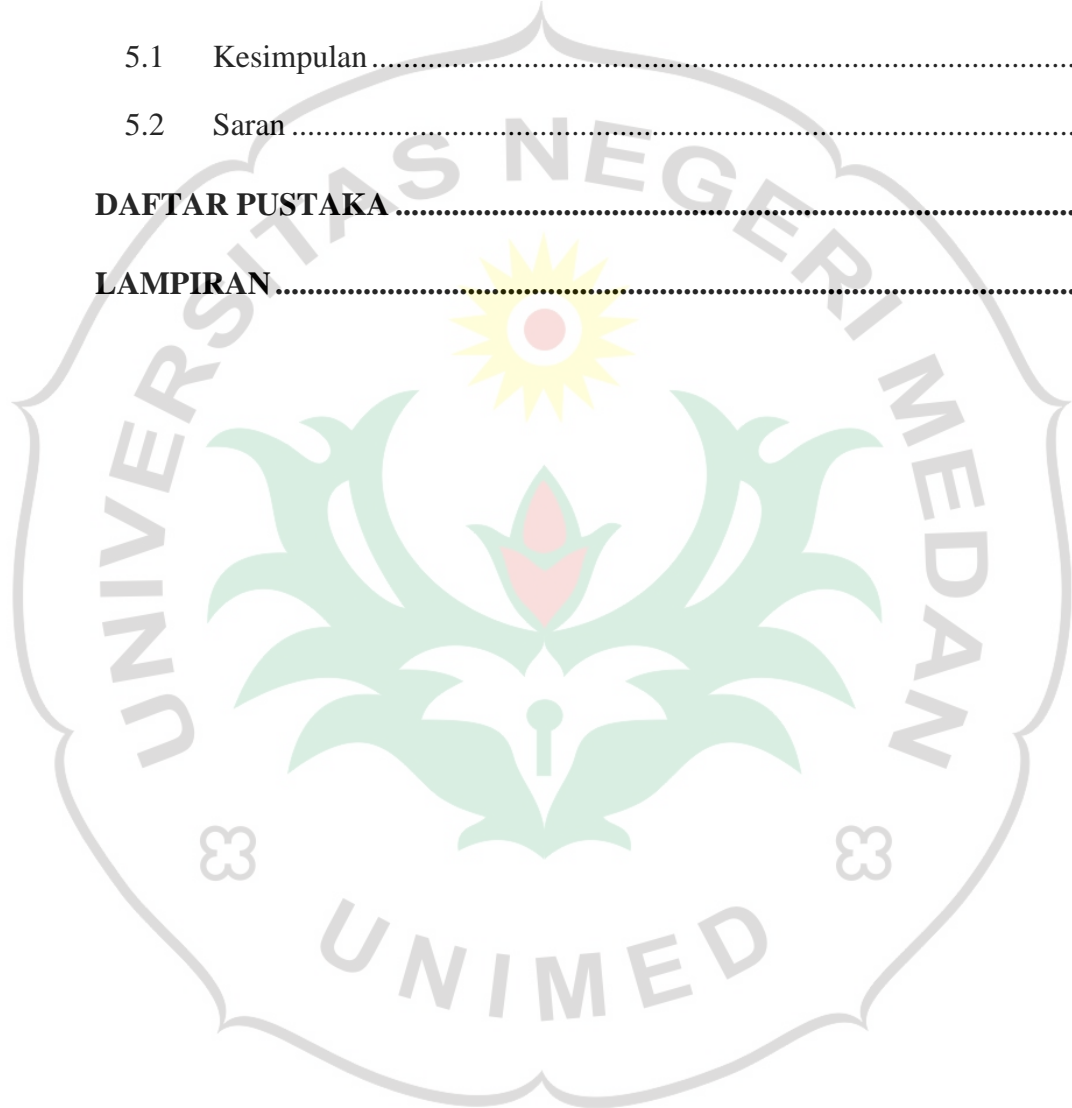 5.1 Kesimpulan ........................................................................................
5.2 Saran ..................................................................................................
DAFTAR PUSTAKA .....................................................................................
LAMPIRAN ....................................................................................................
UNIVERSITAS NEGERI MEDAN
UNIMED